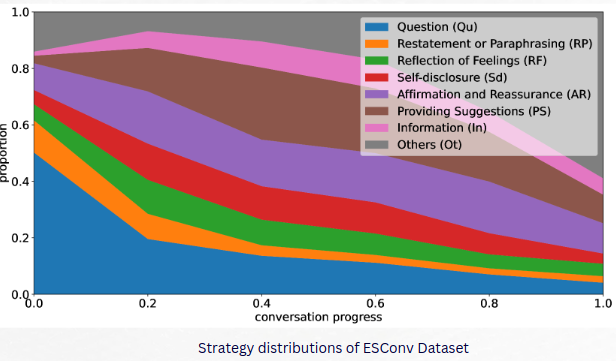 1.0
0.8
0.6
0.4
0.2
0.0
proportion
Question (Qu)
Restatement or Paraphrasing (RP)
Reflection of Feelings (RF)
Self-disclosure (Sd)
Affirmation and Reassurance (AR)
Providing Suggestions (PS)
Information (In)
Others (Ot)
0.0 0.2 0.4 0.6 0.8 1.0
conversation progress
Strategy distributions of ESConv Dataset